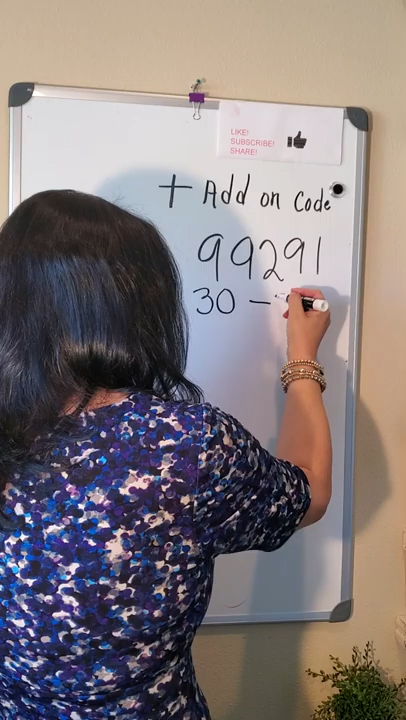 LIKE!
SUBSCRIBE!
SHARE!
+ Add on Code
99291
30 -